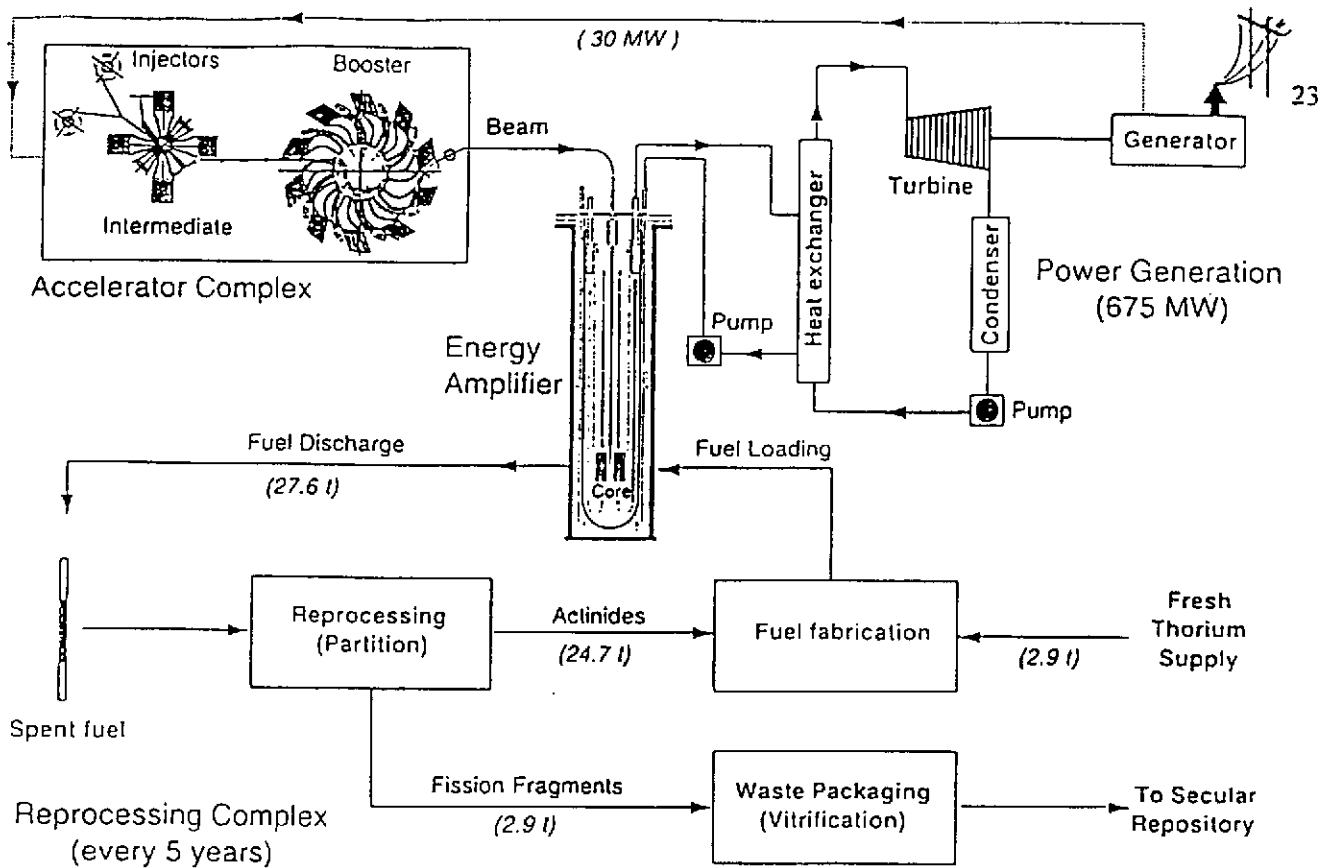 ( 30 MW )
Injectors
Booster
23
Beam
Generator
Turbine
Intermediate
Accelerator Complex
Heat exchanger
Condenser
Power Generation
(675 MW)
Pump
Energy
Amplifier
Pump
Fuel Discharge
(27.6 t)
Fuel Loading
Core
Reprocessing
(Partition)
Actinides
(24.7 t)
Fuel fabrication
Fresh
Thorium
Supply
(2.9 t)
Spent fuel
Fission Fragments
(2.9 t)
Waste Packaging
(Vitrification)
To Secular
Repository
Reprocessing Complex
(every 5 years)